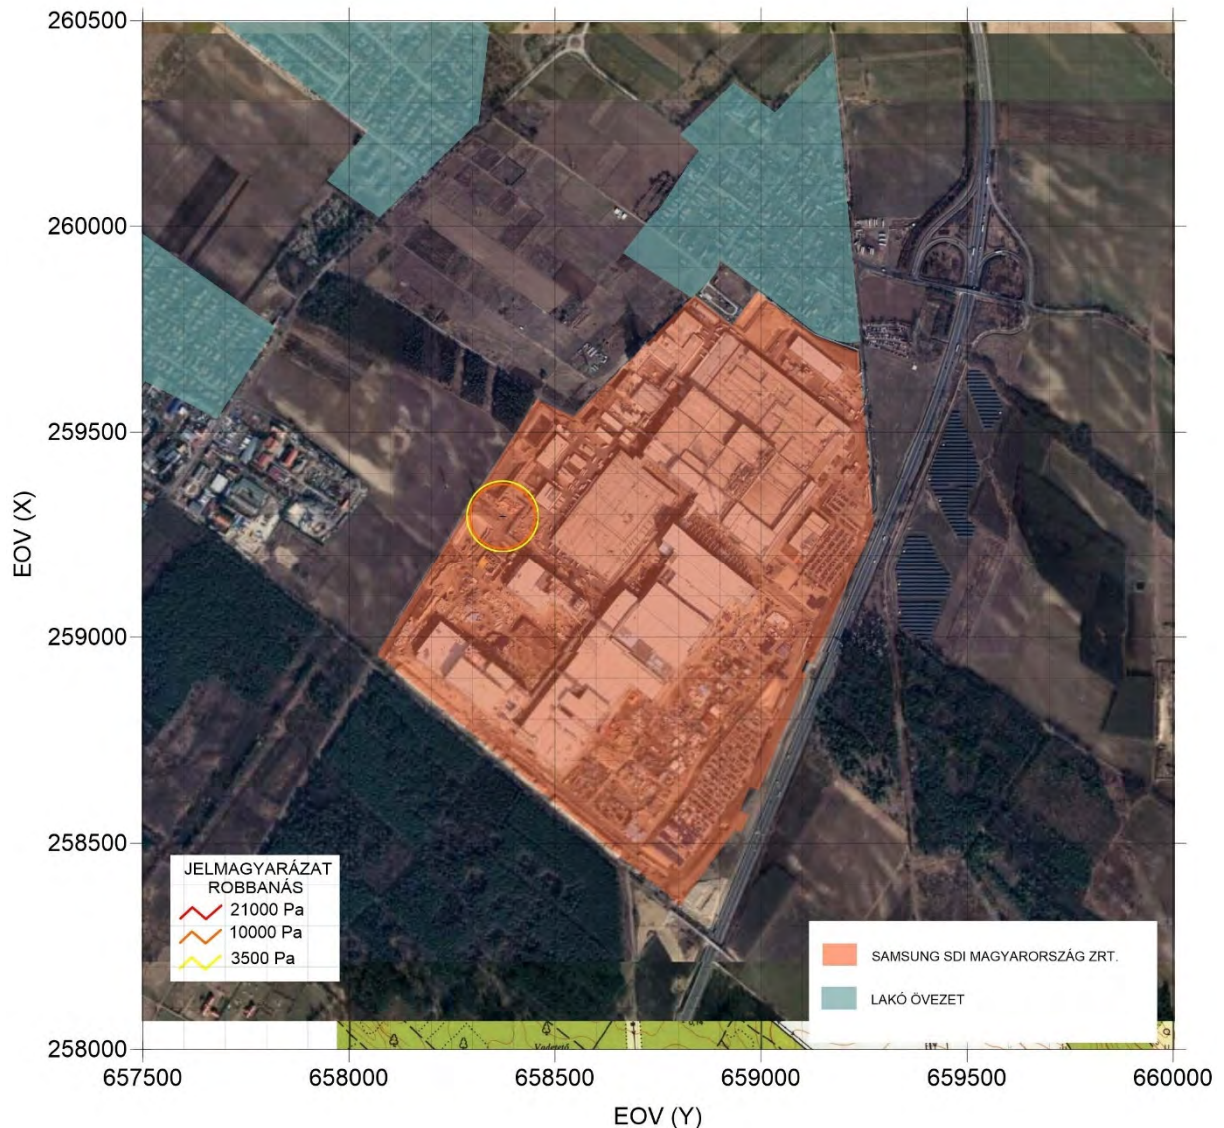 260500
260000
259500
259000
258500
258000
EOV (X)
JELMAGYARÁZAT
ROBBANÁS
21000 Pa
10000 Pa
3500 Pa
SAMSUNG SDI MAGYARORSZÁG ZRT.
LAKÓ ÖVEZET
657500
658000
658500
659000
659500
660000
EOV (Y)